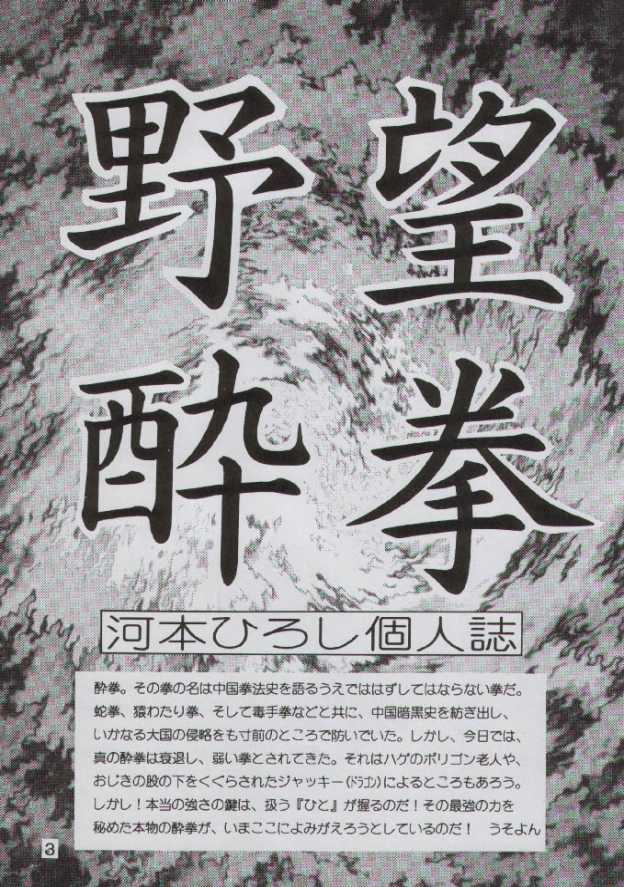 野望
酔拳
河本ひろし個人誌
酔拳。その拳の名は中国拳法史を語るうえでははずしてはならない拳だ。
蛇拳、猿わたり拳、そして毒手拳などと共に、中国暗黒史を紡ぎ出し、
いかなる大国の侵略をも寸前のところで防いでいた。しかし、今日では、
真の酔拳は衰退し、弱い拳とされてきた。それはハゲのポリゴン老人や、
おじきの股の下をくぐらされたジャッキー(ドラゴン)によるところもあろう。
しかし！本当の強さの鍵は、扱う『ひと』が握るのだ！その最強の力を
秘めた本物の酔拳が、いまここによみがえろうとしているのだ！　うそよん
3